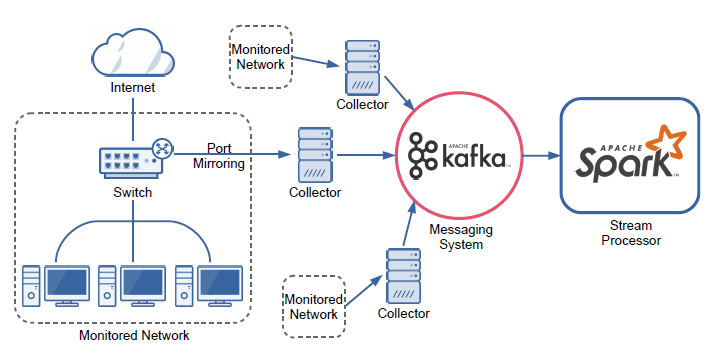 Internet
Monitored
Network
Collector
Port
Mirroring
Switch
Collector
APACHE
kafka
Messaging
System
APACHE
Spark
TM
Stream
Processor
Monitored
Network
Collector
Monitored Network